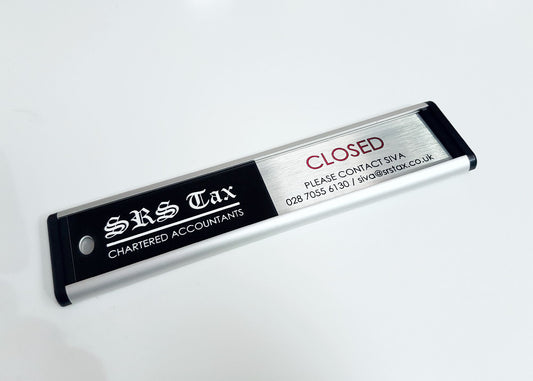 SRS Tax
CHARTERED ACCOUNTANTS
CLOSED
PLEASE CONTACT SIVA
028 7055 6130 / siva@srstax.co.uk